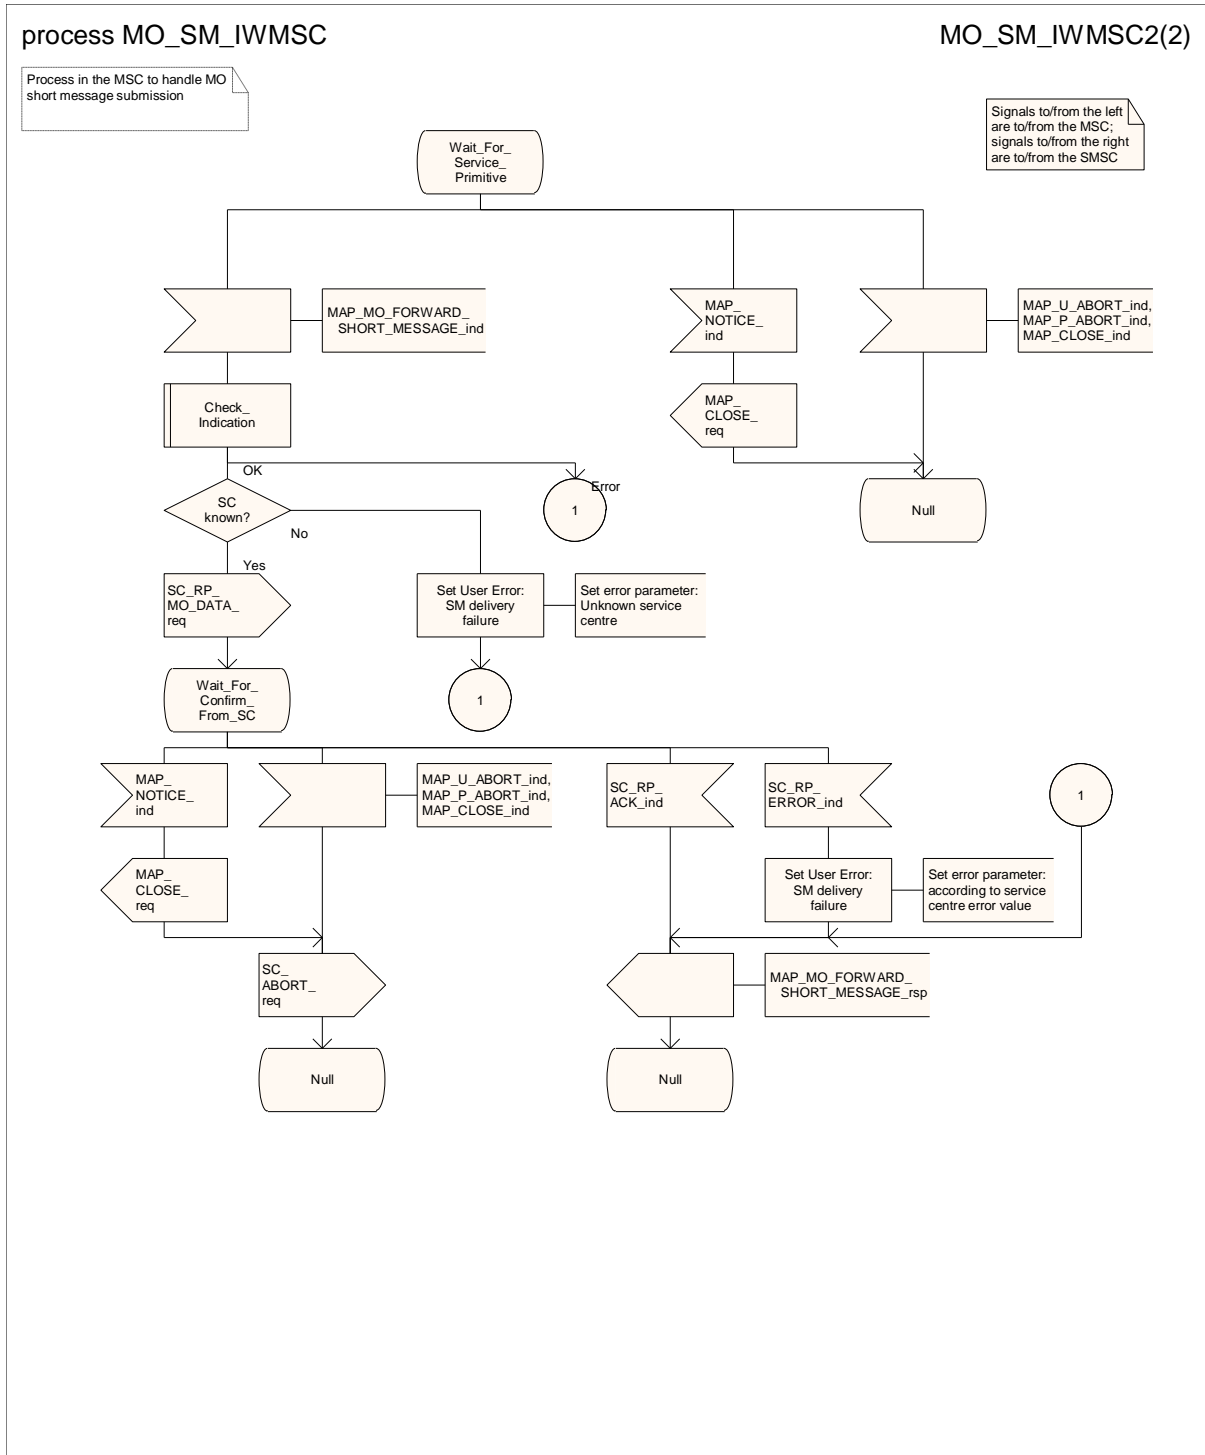 process MO_SM_IWMSC
MO_SM_IWMSC2(2)
Process in the MSC to handle MO
short message submission
Signals to/from the left
are to/from the MSC;
signals to/from the right
are to/from the SMSC
Wait_For_
Service_
Primitive
MAP_MO_FORWARD_
SHORT_MESSAGE_ind
MAP_
NOTICE_
ind
MAP_U_ABORT_ind,
MAP_P_ABORT_ind,
MAP_CLOSE_ind
Check_
Indication
MAP_
CLOSE_
req
OK
Error
SC
known?
1
Null
No
Yes
SC_RP_
MO_DATA_
req
Set User Error:
SM delivery
failure
Set error parameter:
Unknown service
centre
Wait_For_
Confirm_
From_SC
1
MAP_
NOTICE_
ind
MAP_U_ABORT_ind,
MAP_P_ABORT_ind,
MAP_CLOSE_ind
SC_RP_
ACK_ind
SC_RP_
ERROR_ind
1
MAP_
CLOSE_
req
Set User Error:
SM delivery
failure
Set error parameter:
according to service
centre error value
SC_
ABORT_
req
MAP_MO_FORWARD_
SHORT_MESSAGE_rsp
Null
Null